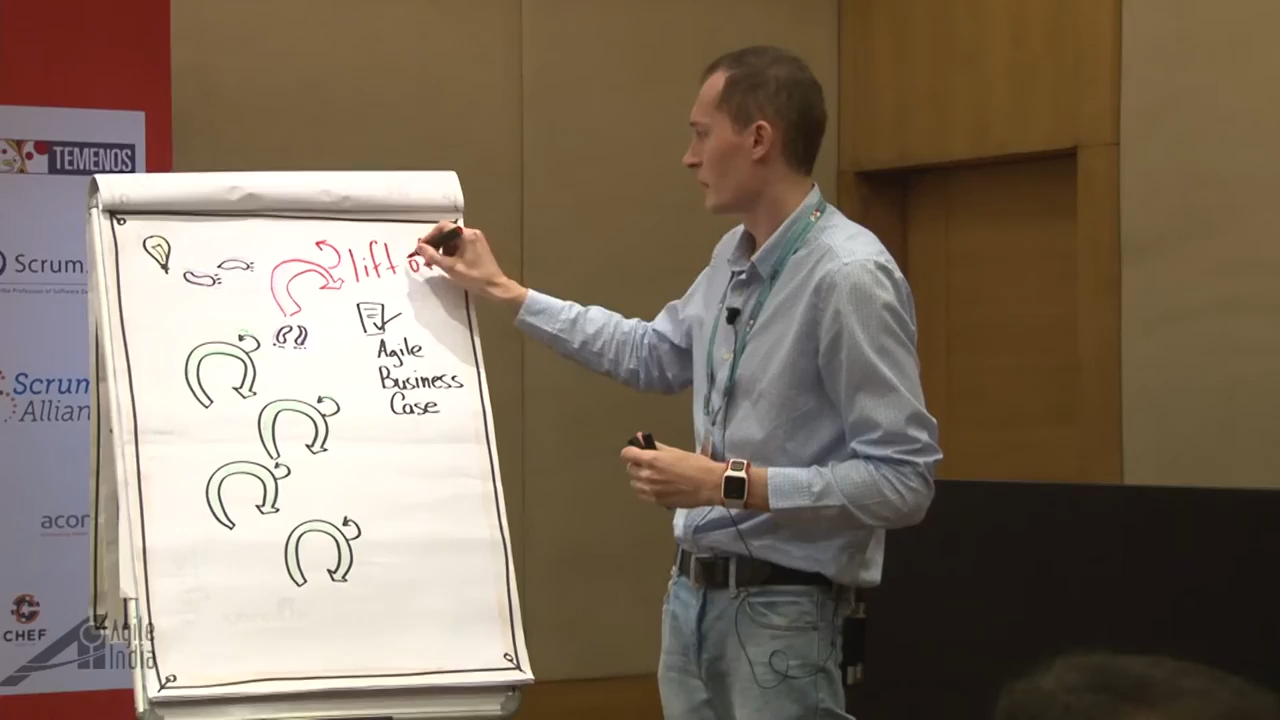 TEMENOS
Scrum.
Scrum
Allian
acor
CHEF
Agile
India
lift o
Agile
Business
Case